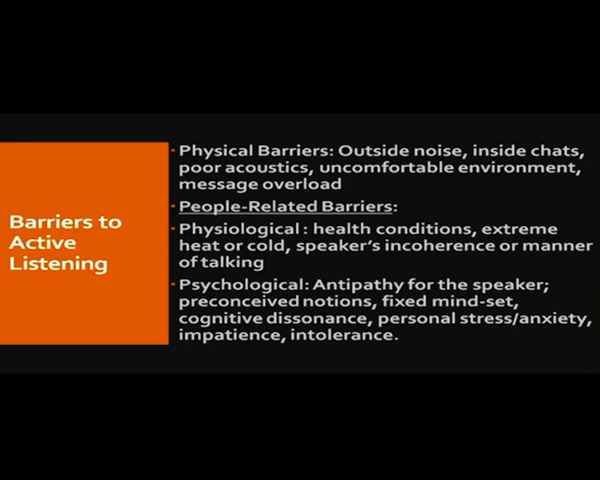 Barriers to
Active
Listening
• Physical Barriers: Outside noise, inside chats,
poor acoustics, uncomfortable environment,
message overload
• People-Related Barriers:
• Physiological : health conditions, extreme
heat or cold, speaker's incoherence or manner
of talking
• Psychological: Antipathy for the speaker;
preconceived notions, fixed mind-set,
cognitive dissonance, personal stress/anxiety,
impatience, intolerance.